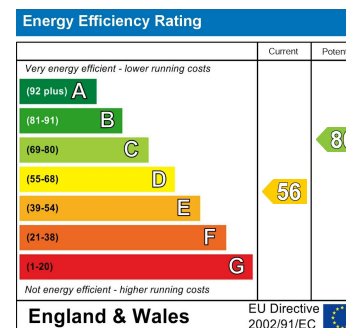 Energy Efficiency Rating
Current
Very energy efficient - lower running costs
(92 plus) A
(81-91) B
(69-80) C
(55-68) D
56
(39-54) E
(21-38) F
(1-20) G
Not energy efficient - higher running costs
England & Wales
EU Directive
2002/91/EC